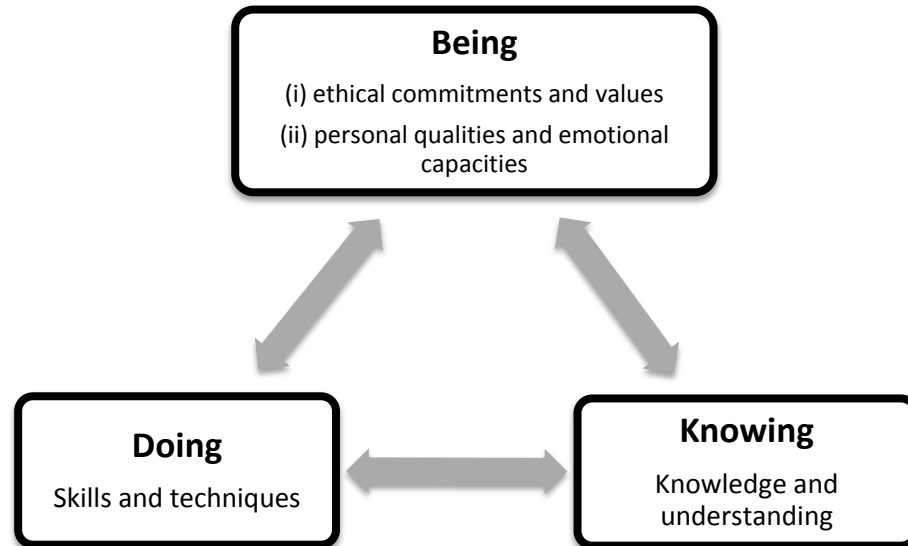 Being
(i) ethical commitments and values
(ii) personal qualities and emotional
capacities
Doing
Skills and techniques
Knowing
Knowledge and
understanding